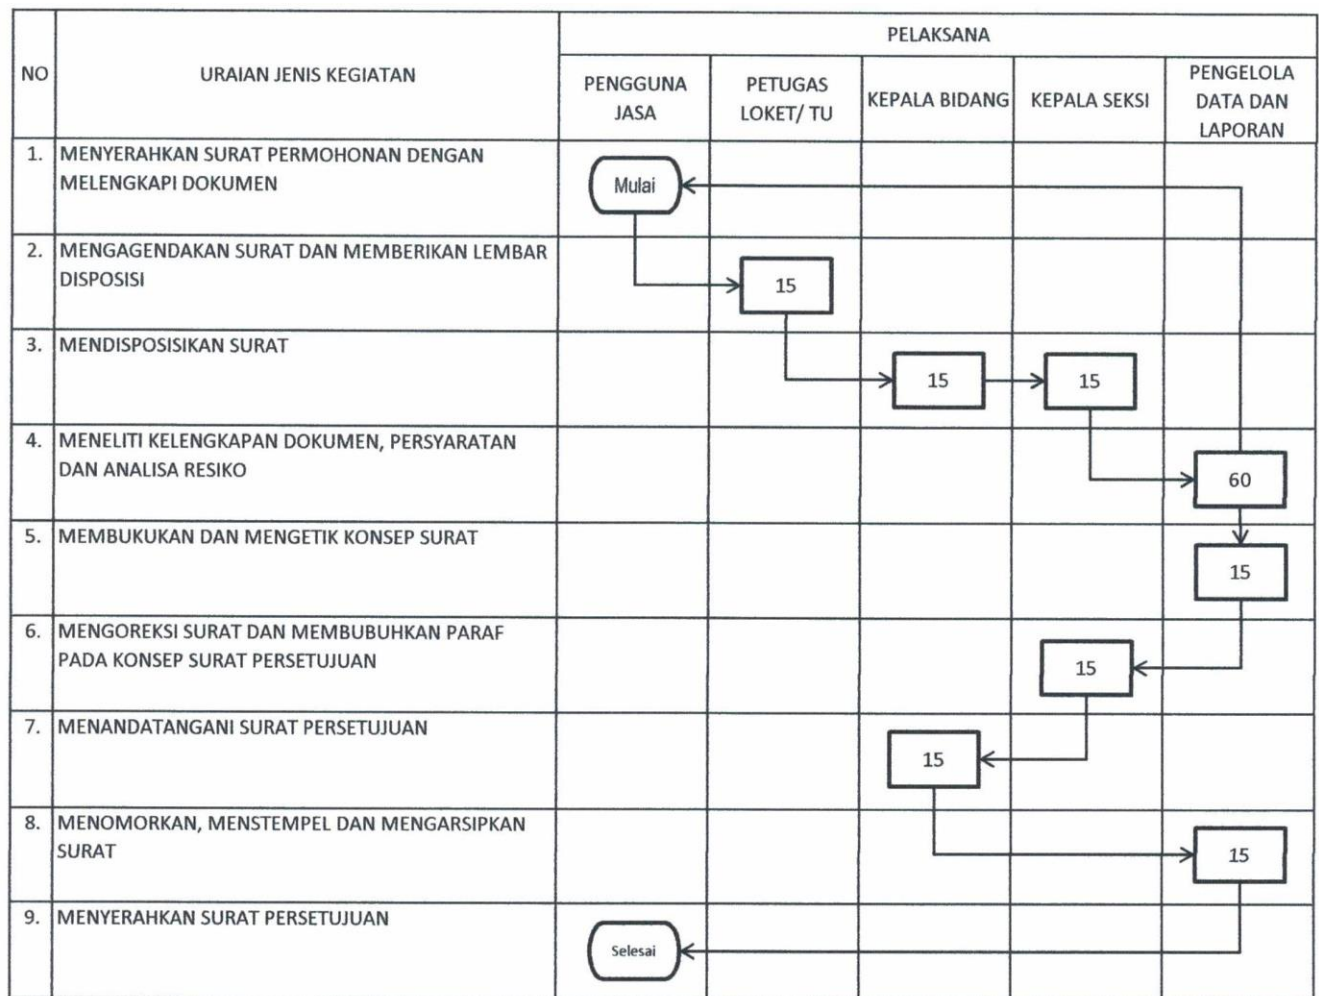 PELAKSANA
NO
URAIAN JENIS KEGIATAN
PENGGUNA
JASA
PETUGAS
LOKET/ TU
KEPALA BIDANG
KEPALA SEKSI
PENGELOLA
DATA DAN
LAPORAN
1. MENYERAHKAN SURAT PERMOHONAN DENGAN
MELENGKAPI DOKUMEN
Mulai
2. MENGAGENDAKAN SURAT DAN MEMBERIKAN LEMBAR
DISPOSISI
15
3. MENDISPOSISIKAN SURAT
15
15
4. MENELITI KELENGKAPAN DOKUMEN, PERSYARATAN
DAN ANALISA RESIKO
60
5. MEMBUKUKAN DAN MENGETIK KONSEP SURAT
15
6. MENGOREKSI SURAT DAN MEMBUBUHKAN PARAF
PADA KONSEP SURAT PERSETUJUAN
15
7. MENANDATANGANI SURAT PERSETUJUAN
15
8. MENOMORKAN, MENSTEMPEL DAN MENGARSIPKAN
SURAT
15
9. MENYERAHKAN SURAT PERSETUJUAN
Selesai